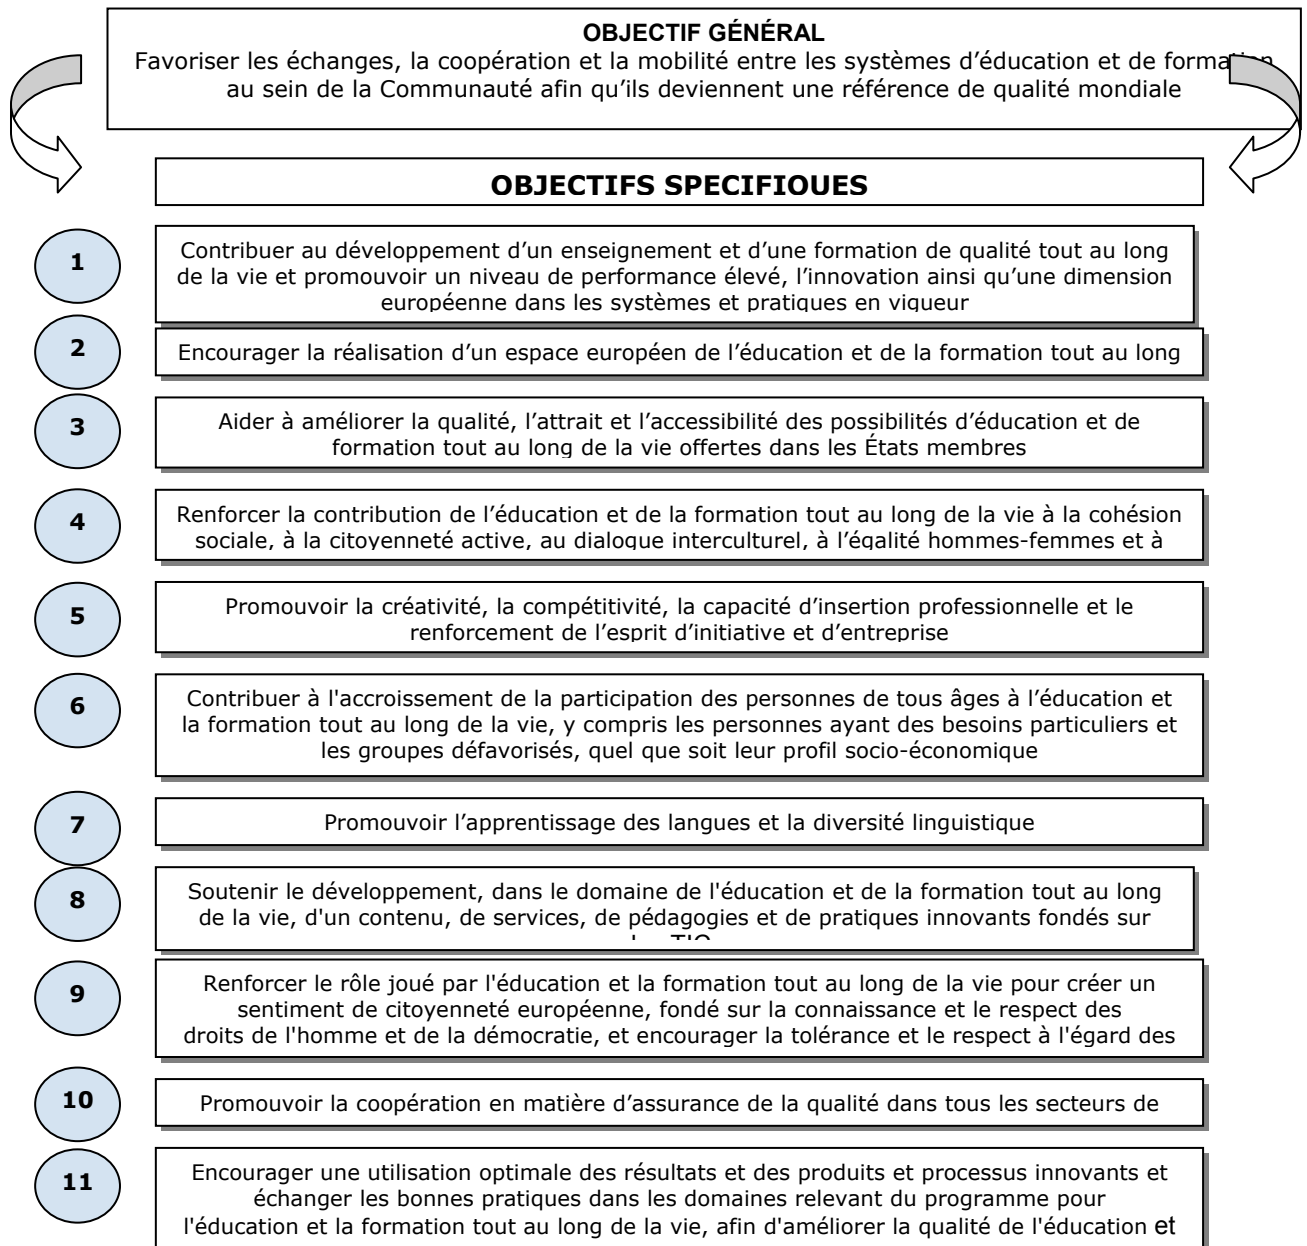 OBJECTIF GÉNÉRAL
Favoriser les échanges, la coopération et la mobilité entre les systèmes d’éducation et de formation
au sein de la Communauté afin qu’ils deviennent une référence de qualité mondiale
OBJECTIFS SPECIFIQUES
1
Contribuer au développement d’un enseignement et d’une formation de qualité tout au long
de la vie et promouvoir un niveau de performance élevé, l’innovation ainsi qu’une dimension
européenne dans les systèmes et pratiques en vigueur
2
Encourager la réalisation d’un espace européen de l’éducation et de la formation tout au long
3
Aider à améliorer la qualité, l’attrait et l’accessibilité des possibilités d’éducation et de
formation tout au long de la vie offertes dans les États membres
4
Renforcer la contribution de l’éducation et de la formation tout au long de la vie à la cohésion
sociale, à la citoyenneté active, au dialogue interculturel, à l’égalité hommes-femmes et à
5
Promouvoir la créativité, la compétitivité, la capacité d’insertion professionnelle et le
renforcement de l’esprit d’initiative et d’entreprise
6
Contribuer à l'accroissement de la participation des personnes de tous âges à l’éducation et
la formation tout au long de la vie, y compris les personnes ayant des besoins particuliers et
les groupes défavorisés, quel que soit leur profil socio-économique
7
Promouvoir l’apprentissage des langues et la diversité linguistique
8
Soutenir le développement, dans le domaine de l'éducation et de la formation tout au long
de la vie, d'un contenu, de services, de pédagogies et de pratiques innovants fondés sur
9
Renforcer le rôle joué par l'éducation et la formation tout au long de la vie pour créer un
sentiment de citoyenneté européenne, fondé sur la connaissance et le respect des
droits de l'homme et de la démocratie, et encourager la tolérance et le respect à l'égard des
10
Promouvoir la coopération en matière d’assurance de la qualité dans tous les secteurs de
11
Encourager une utilisation optimale des résultats et des produits et processus innovants et
échanger les bonnes pratiques dans les domaines relevant du programme pour
l'éducation et la formation tout au long de la vie, afin d'améliorer la qualité de l'éducation et